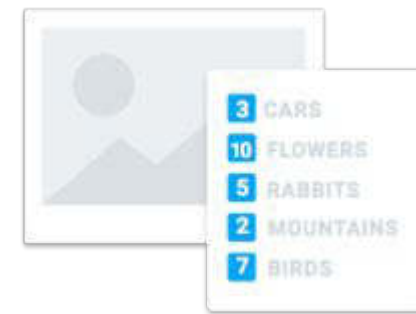 3 CARS
10 FLOWERS
5 RABBITS
2 MOUNTAINS
7 BIRDS